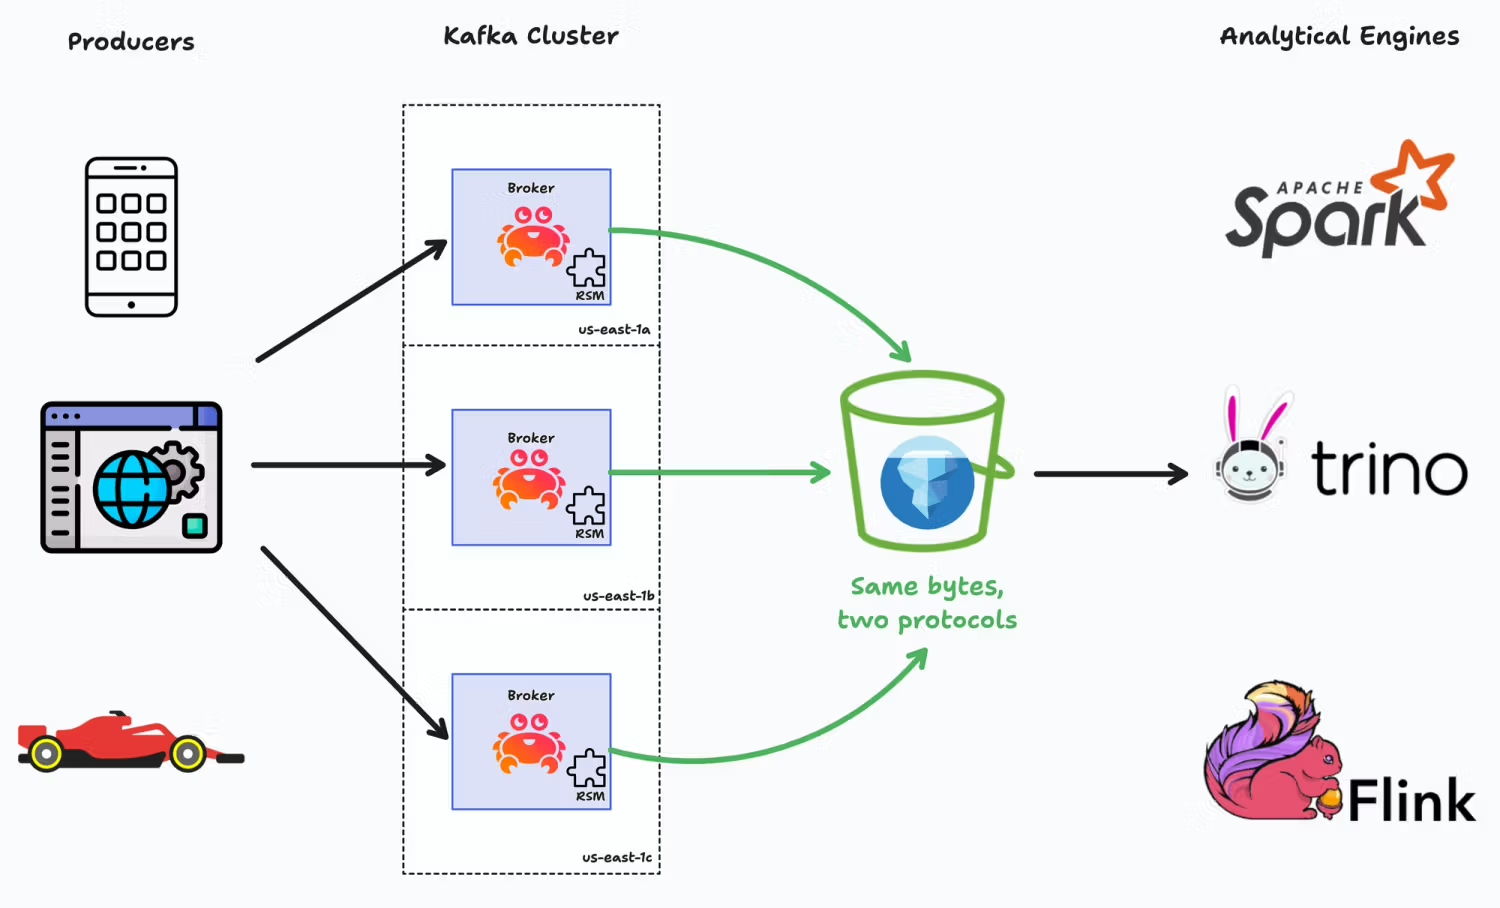 Producers
Kafka Cluster
Analytical Engines
Broker
RSM
us-east-1a
Broker
RSM
us-east-1b
Broker
RSM
us-east-1c
Same bytes,
two protocols
APACHE
Spark
trino
Flink